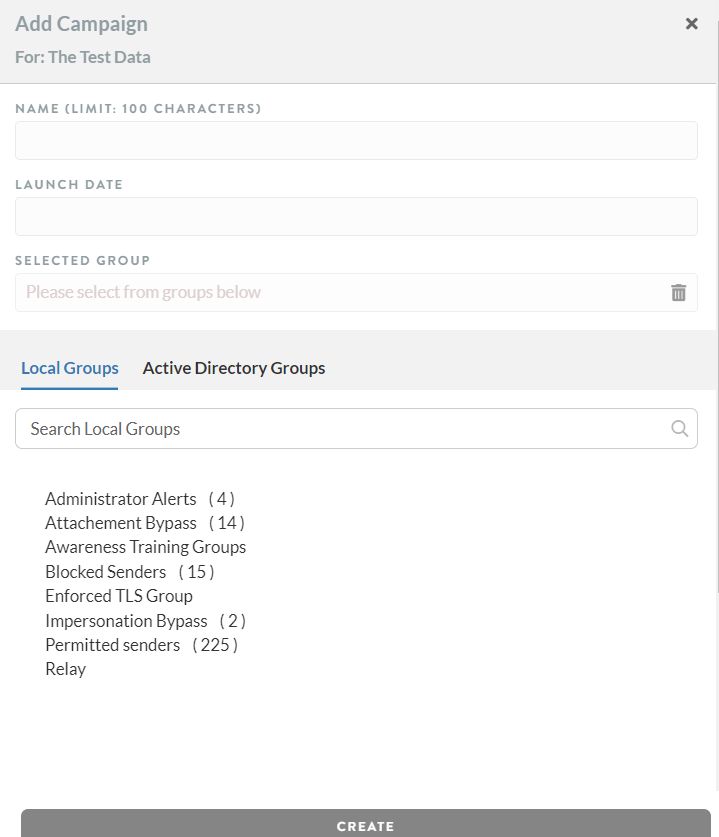 Add Campaign
For: The Test Data
NAME (LIMIT: 100 CHARACTERS)
LAUNCH DATE
SELECTED GROUP
Please select from groups below
Local Groups Active Directory Groups
Search Local Groups
Administrator Alerts ( 4 )
Attachement Bypass ( 14 )
Awareness Training Groups
Blocked Senders ( 15 )
Enforced TLS Group
Impersonation Bypass ( 2 )
Permitted senders ( 225 )
Relay
CREATE